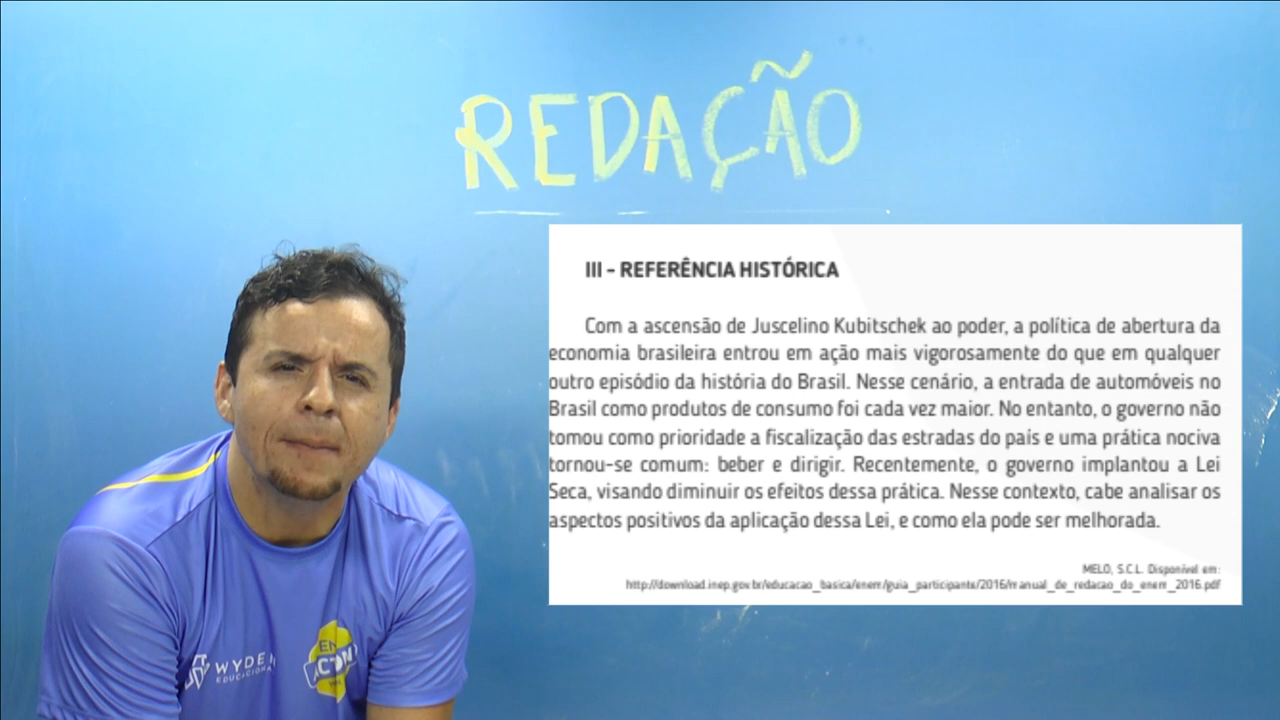 REDAÇÃO
III - REFERÊNCIA HISTÓRICA
Com a ascensão de Juscelino Kubitschek ao poder, a política de abertura da
economia brasileira entrou em ação mais vigorosamente do que em qualquer
outro episódio da história do Brasil. Nesse cenário, a entrada de automóveis no
Brasil como produtos de consumo foi cada vez maior. No entanto, o governo não
tomou como prioridade a fiscalização das estradas do país e uma prática nociva
tornou-se comum: beber e dirigir. Recentemente, o governo implantou a Lei
Seca, visando diminuir os efeitos dessa prática. Nesse contexto, cabe analisar os
aspectos positivos da aplicação dessa Lei, e como ela pode ser melhorada.
MELO, S.C.L. Disponível em:
http://download.inep.gov.br/educacao_basica/enem/guia_participante/2016/manual_de_redacao_do_enem_2016.pdf
WYDEN
EDUCACIONAL